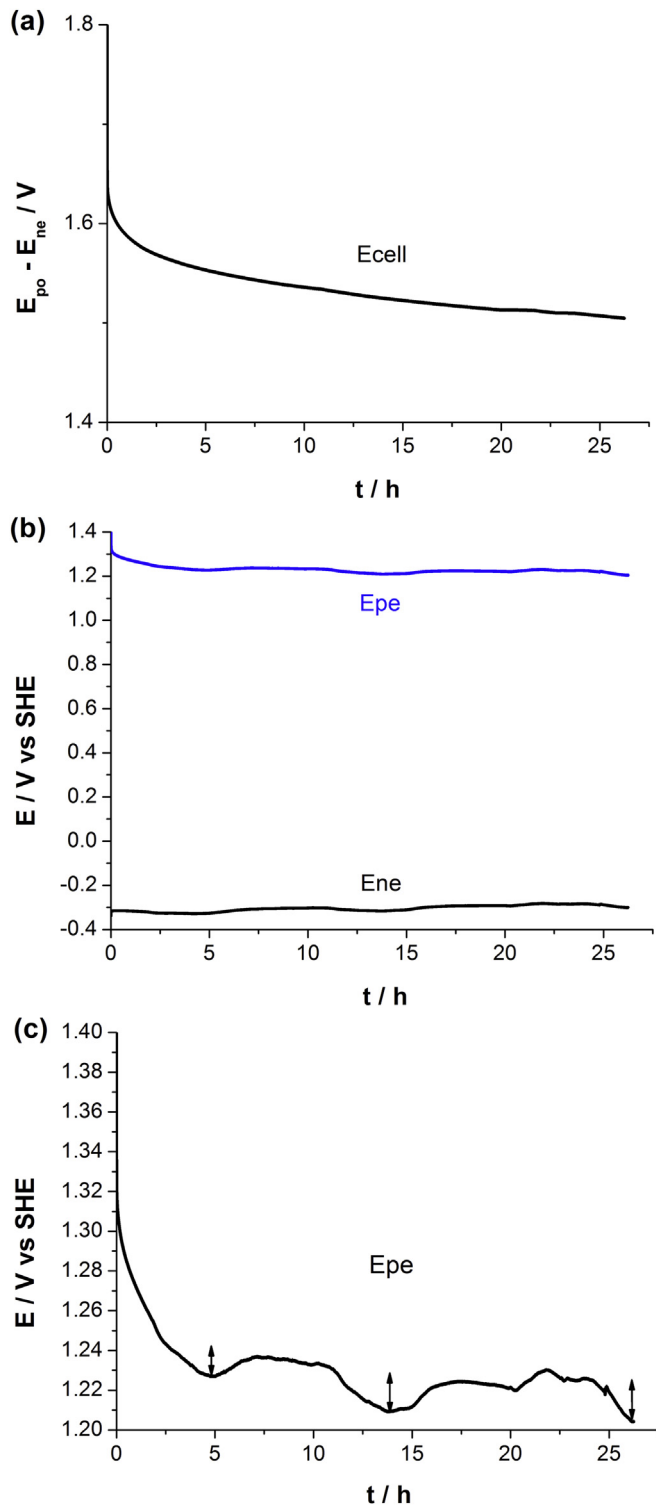 (a)
1.8
1.6
1.4
E_po - E_ne / V
Ecell
0 5 10 15 20 25
t / h
(b)
1.4
1.2
1.0
0.8
0.6
0.4
0.2
0.0
-0.2
-0.4
E / V vs SHE
Epe
Ene
0 5 10 15 20 25
t / h
(c)
1.40
1.38
1.36
1.34
1.32
1.30
1.28
1.26
1.24
1.22
1.20
E / V vs SHE
Epe
0 5 10 15 20 25
t / h